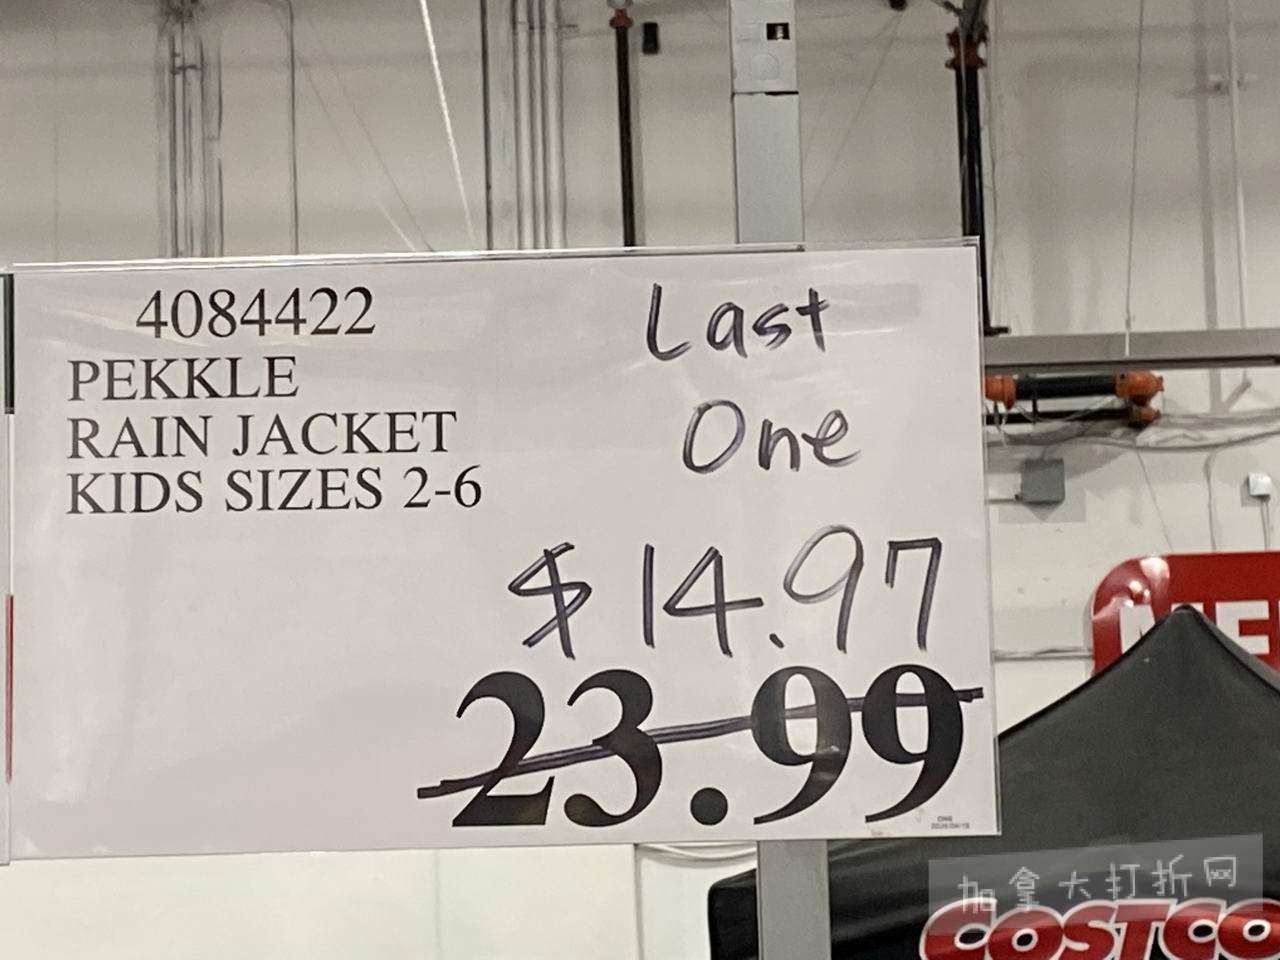 4084422
PEKKLE
RAIN JACKET
KIDS SIZES 2-6
Last
One
$14.97
23.99
加拿大打折网
COSTCO